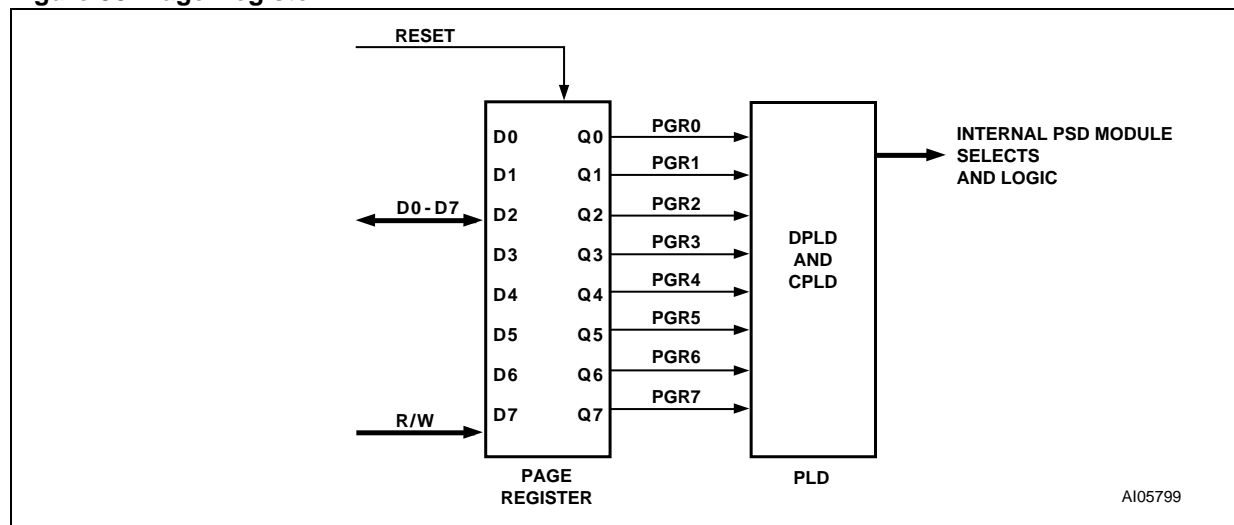 RESET
D0 Q0 PGR0
D1 Q1 PGR1
D0-D7 D2 Q2 PGR2
D3 Q3 PGR3
D4 Q4 PGR4
D5 Q5 PGR5
D6 Q6 PGR6
R/W D7 Q7 PGR7
DPLD
AND
CPLD
INTERNAL PSD MODULE
SELECTS
AND LOGIC
PAGE
REGISTER
PLD
AI05799